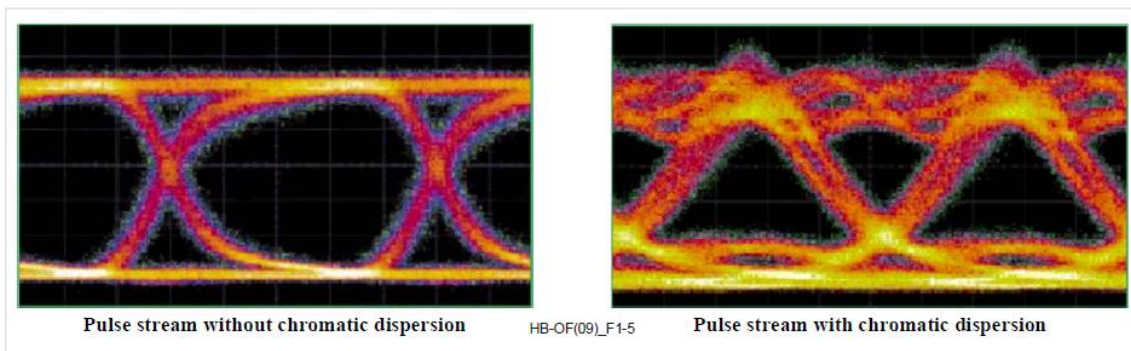 Pulse stream without chromatic dispersion
HB-OF(09)_F1-5
Pulse stream with chromatic dispersion